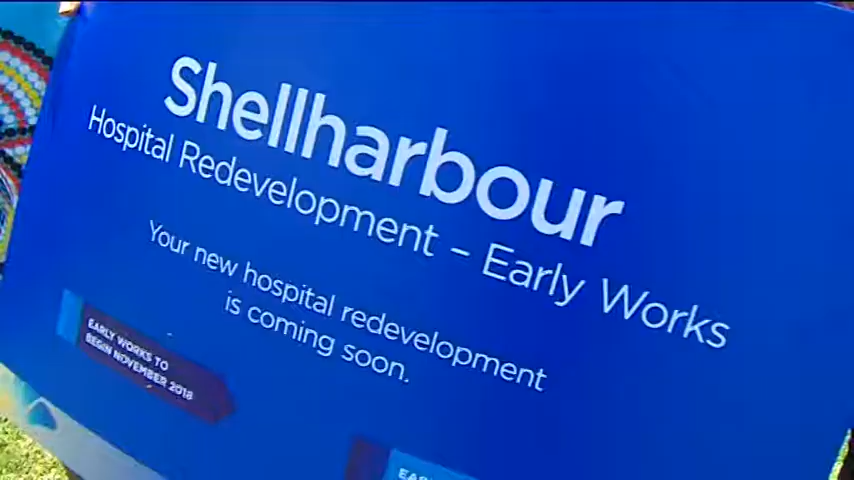 Shellharbour
Hospital Redevelopment – Early Works
Your new hospital redevelopment
is coming soon.
EARLY WORKS TO
BEGIN NOVEMBER 2018